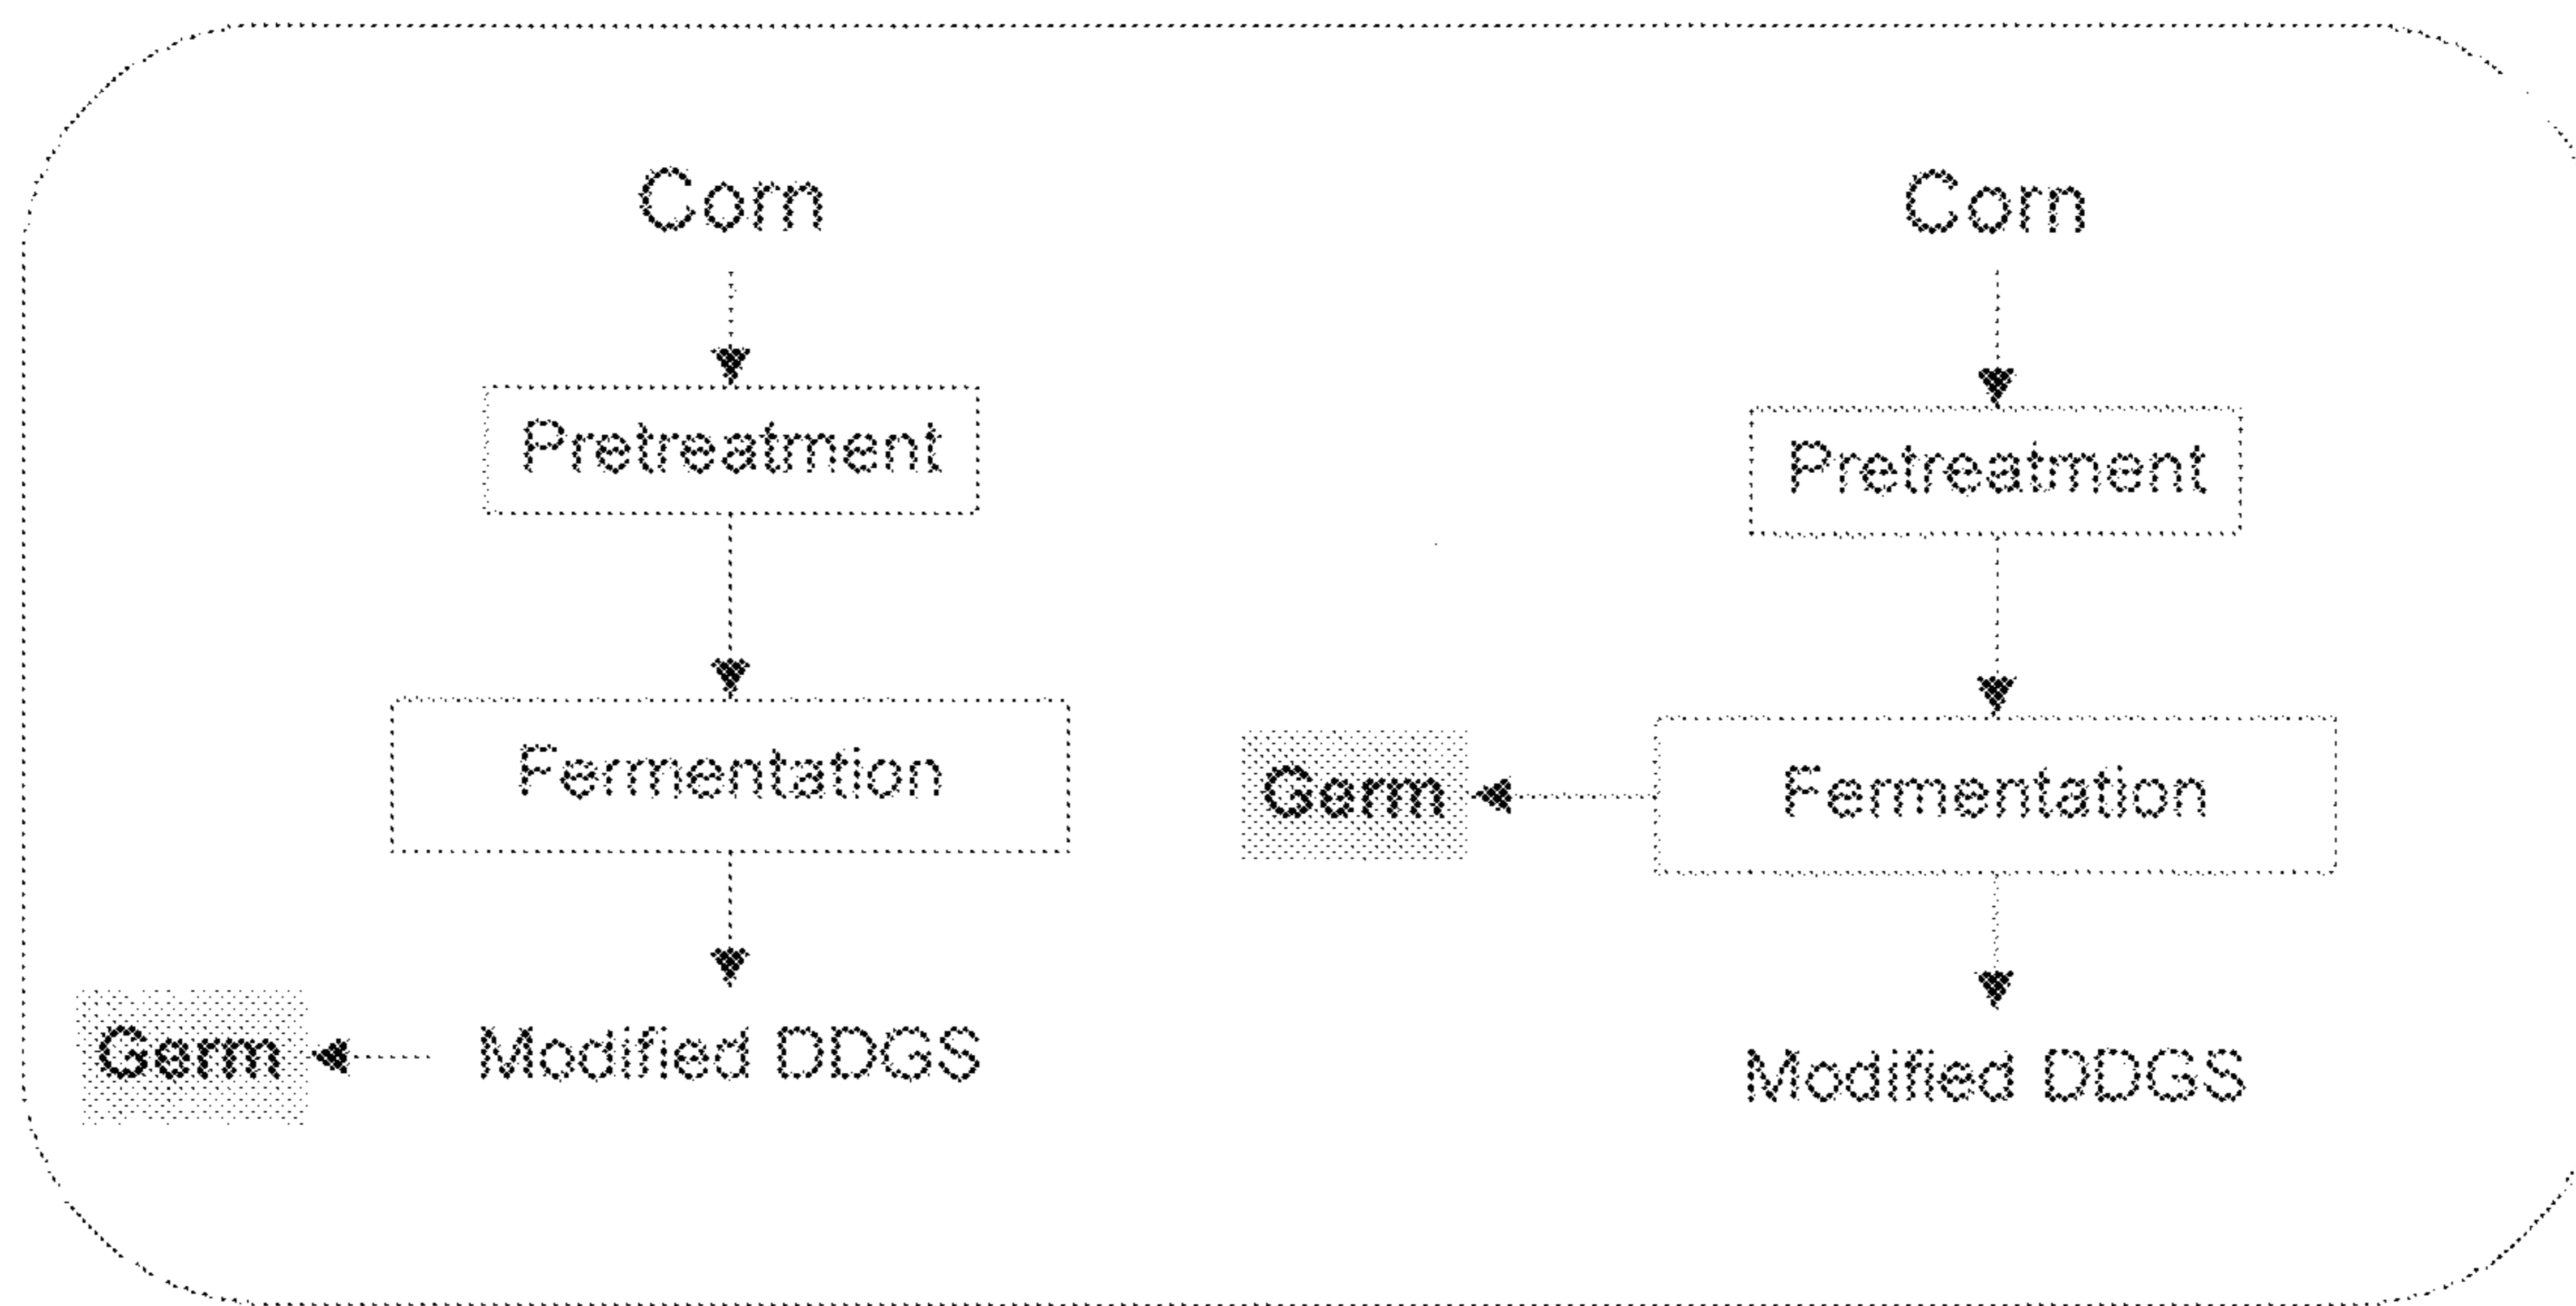 Corn
Pretreatment
Fermentation
Germ
Modified DDGS
Corn
Pretreatment
Germ
Fermentation
Modified DDGS